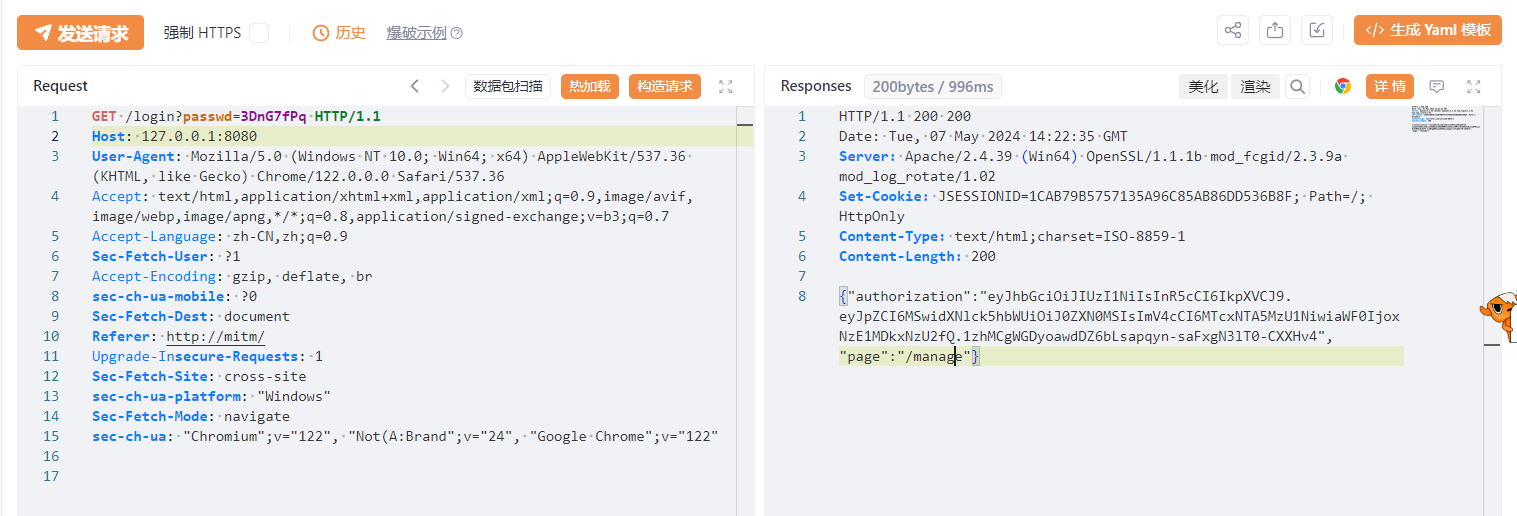 发送请求 强制 HTTPS 历史 爆破示例 生成 Yaml 模板
Request 数据包扫描 热加载 构造请求
1 GET /login?passwd=3DnG7fPq HTTP/1.1
2 Host: 127.0.0.1:8080
3 User-Agent: Mozilla/5.0 (Windows NT 10.0; Win64; x64) AppleWebKit/537.36
(KHTML, like Gecko) Chrome/122.0.0.0 Safari/537.36
4 Accept: text/html,application/xhtml+xml,application/xml;q=0.9,image/avif,
image/webp,image/apng,*/*;q=0.8,application/signed-exchange;v=b3;q=0.7
5 Accept-Language: zh-CN,zh;q=0.9
6 Sec-Fetch-User: ?1
7 Accept-Encoding: gzip, deflate, br
8 sec-ch-ua-mobile: ?0
9 Sec-Fetch-Dest: document
10 Referer: http://mitm/
11 Upgrade-Insecure-Requests: 1
12 Sec-Fetch-Site: cross-site
13 sec-ch-ua-platform: "Windows"
14 Sec-Fetch-Mode: navigate
15 sec-ch-ua: "Chromium";v="122", "Not(A:Brand";v="24", "Google Chrome";v="122"
16
17
Responses 200bytes / 996ms 美化 渲染 详情
1 HTTP/1.1 200 200
2 Date: Tue, 07 May 2024 14:22:35 GMT
3 Server: Apache/2.4.39 (Win64) OpenSSL/1.1.1b mod_fcgid/2.3.9a
mod_log_rotate/1.02
4 Set-Cookie: JSESSIONID=1CAB79B5757135A96C85AB86DD536B8F; Path=/;
HttpOnly
5 Content-Type: text/html;charset=ISO-8859-1
6 Content-Length: 200
7
8 {"authorization":"eyJhbGciOiJIUzI1NiIsInR5cCI6IkpXVCJ9.
eyJpZCI6MSwidXNlck5hbWUiOiJ0ZXN0MSIsImV4cCI6MTcxNTA5MzU1NiwiaWF0Ijox
NzE1MDkxNzU2fQ.1zhMCgWGDyoawdDZ6bLsapqyn-saFxgN3lT0-CXXHv4",
"page":"/manage"}